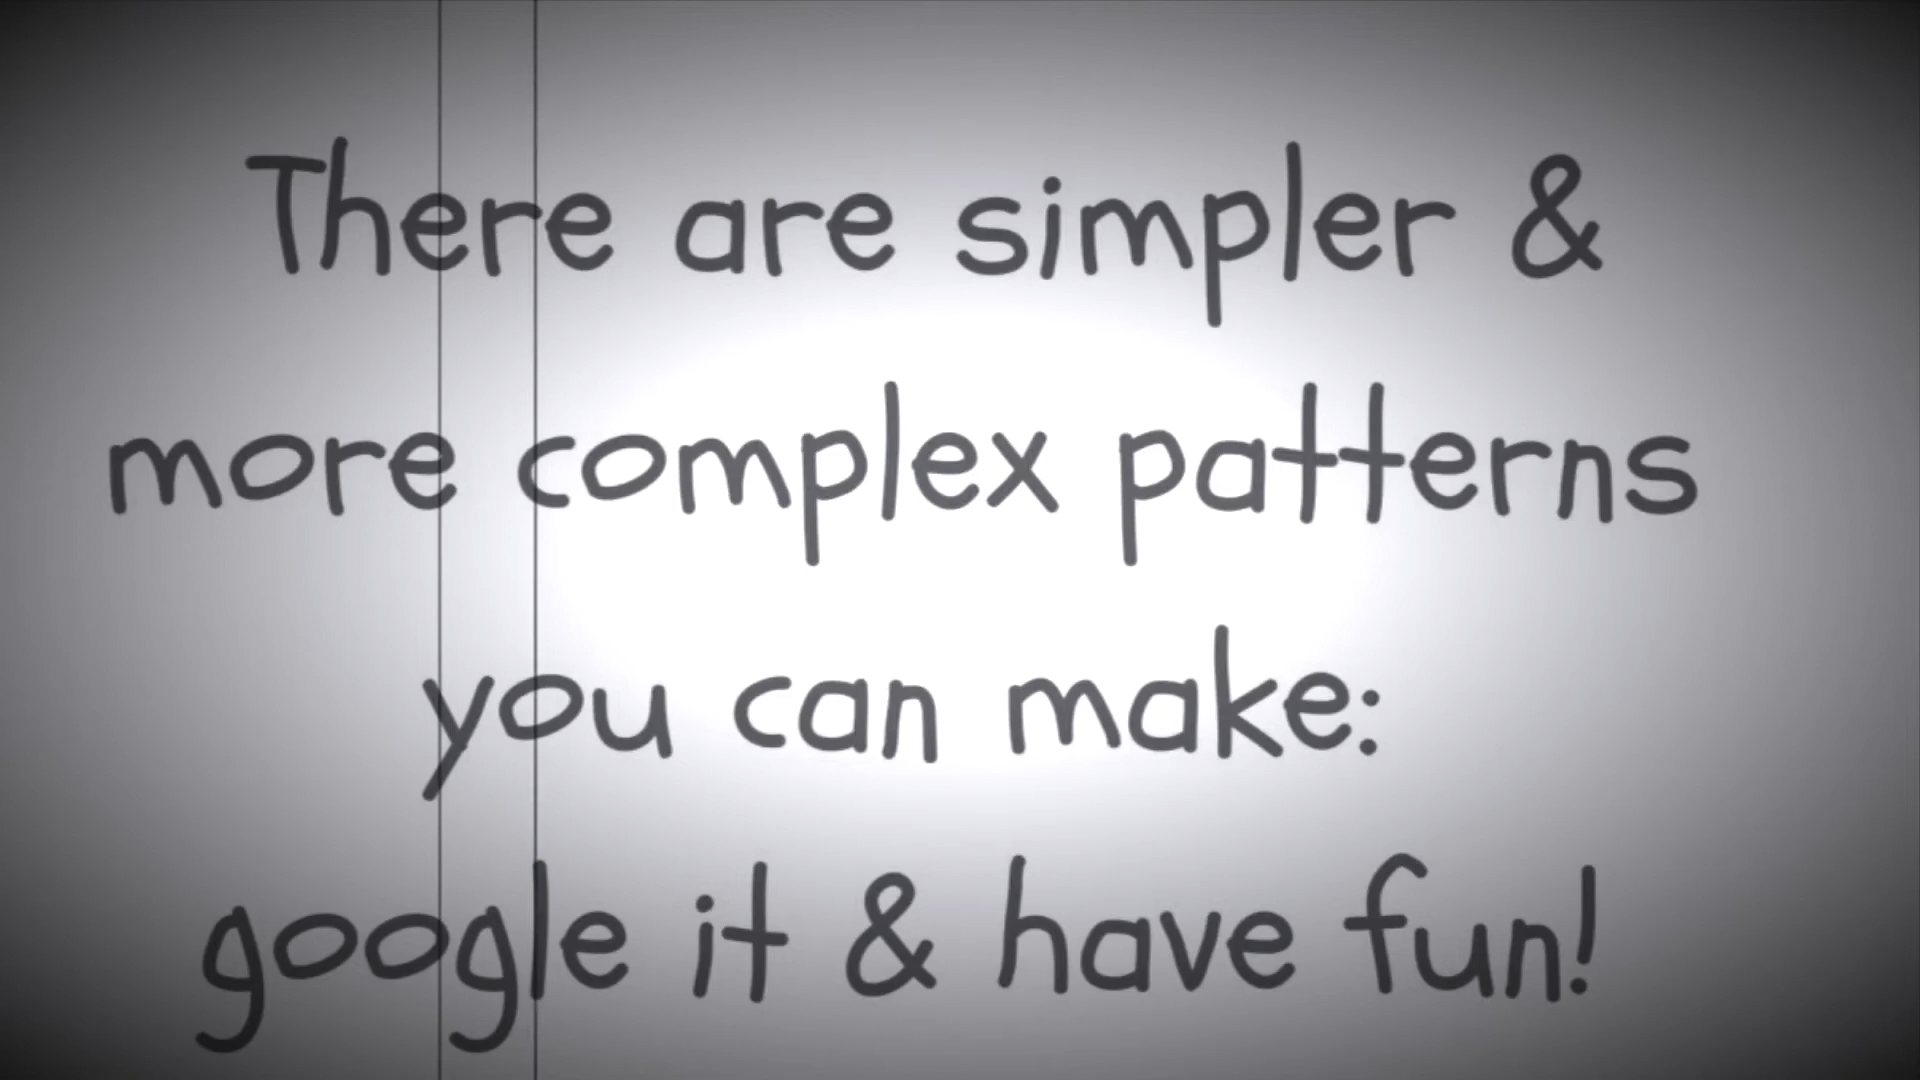 There are simpler &
more complex patterns
you can make:
google it & have fun!